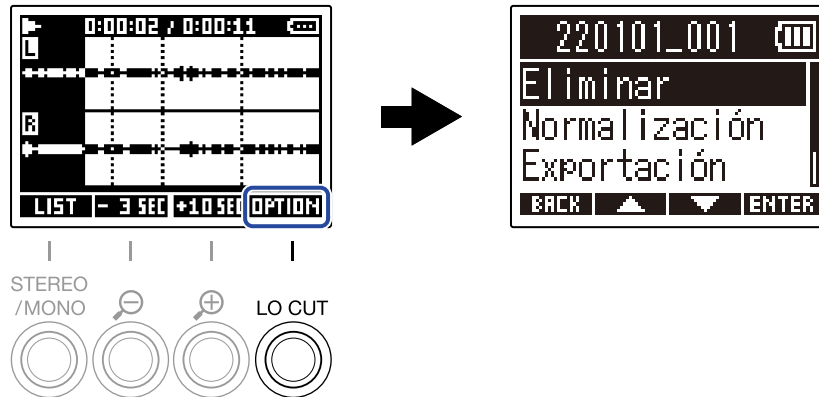 0:00:02 / 0:00:11
L
R
LIST - 3 SEC +10 SEC OPTION
STEREO
/MONO
LO CUT
220101_001
Eliminar
Normalización
Exportación
BACK ENTER